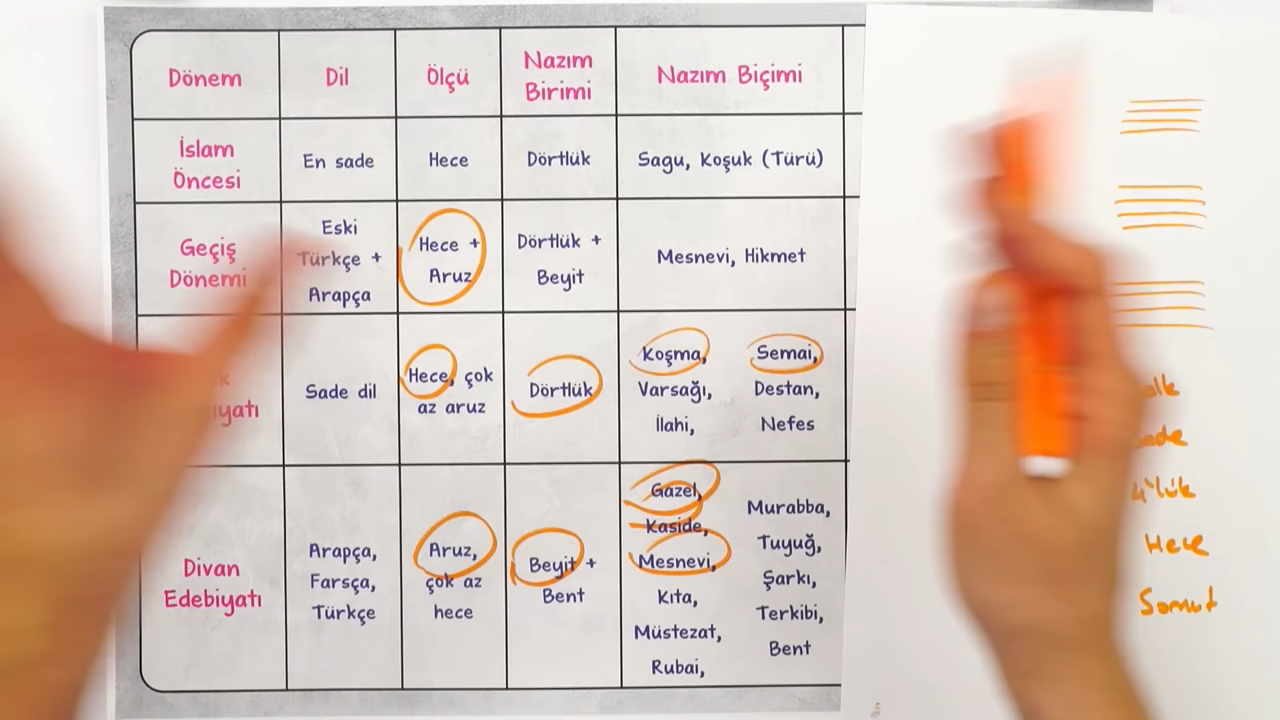 Dönem
Dil
Ölçü
Nazım
Birimi
Nazım Biçimi
İslam
Öncesi
En sade
Hece
Dörtlük
Sagu, Koşuk (Türü)
Geçiş
Dönemi
Eski
Türkçe +
Arapça
Hece +
Aruz
Dörtlük +
Beyit
Mesnevi, Hikmet
Sade dil
Hece, çok
az aruz
Dörtlük
Koşma,
Varsağı,
İlahi,
Semai,
Destan,
Nefes
Divan
Edebiyatı
Arapça,
Farsça,
Türkçe
Aruz,
çok az
hece
Beyit +
Bent
Gazel,
Kaside,
Mesnevi,
Kıta,
Müstezat,
Rubai,
Murabba,
Tuyuğ,
Şarkı,
Terkibi,
Bent
Hece
Somut